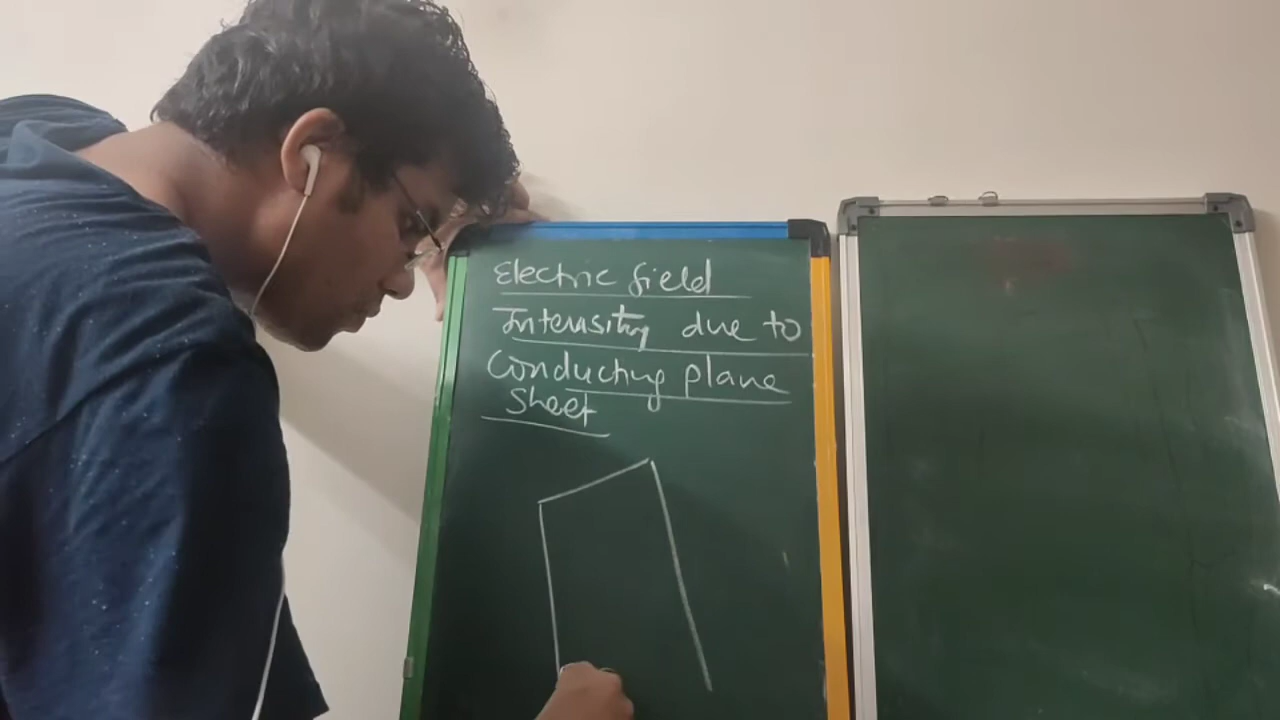 Electric field
Intensity due to
Conducting plane
Sheet